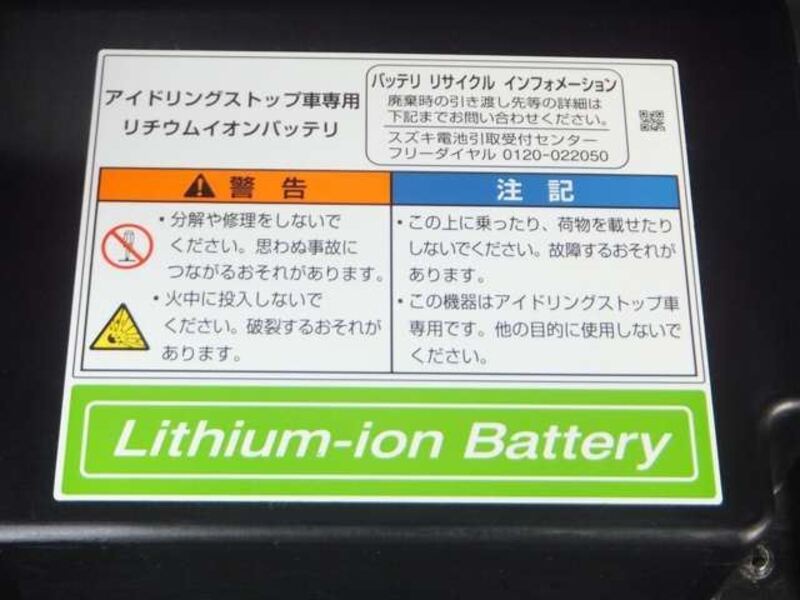 アイドリングストップ車専用
リチウムイオンバッテリ
バッテリ リサイクル インフォメーション
廃棄時の引き渡し先等の詳細は
下記までお問い合わせください。
スズキ電池引取受付センター
フリーダイヤル 0120-022050
警 告
・分解や修理をしないで
ください。思わぬ事故に
つながるおそれがあります。
・火中に投入しないで
ください。破裂するおそれが
あります。
注 記
・この上に乗ったり、荷物を載せたり
しないでください。故障するおそれが
あります。
・この機器はアイドリングストップ車
専用です。他の目的に使用しないで
ください。
Lithium-ion Battery